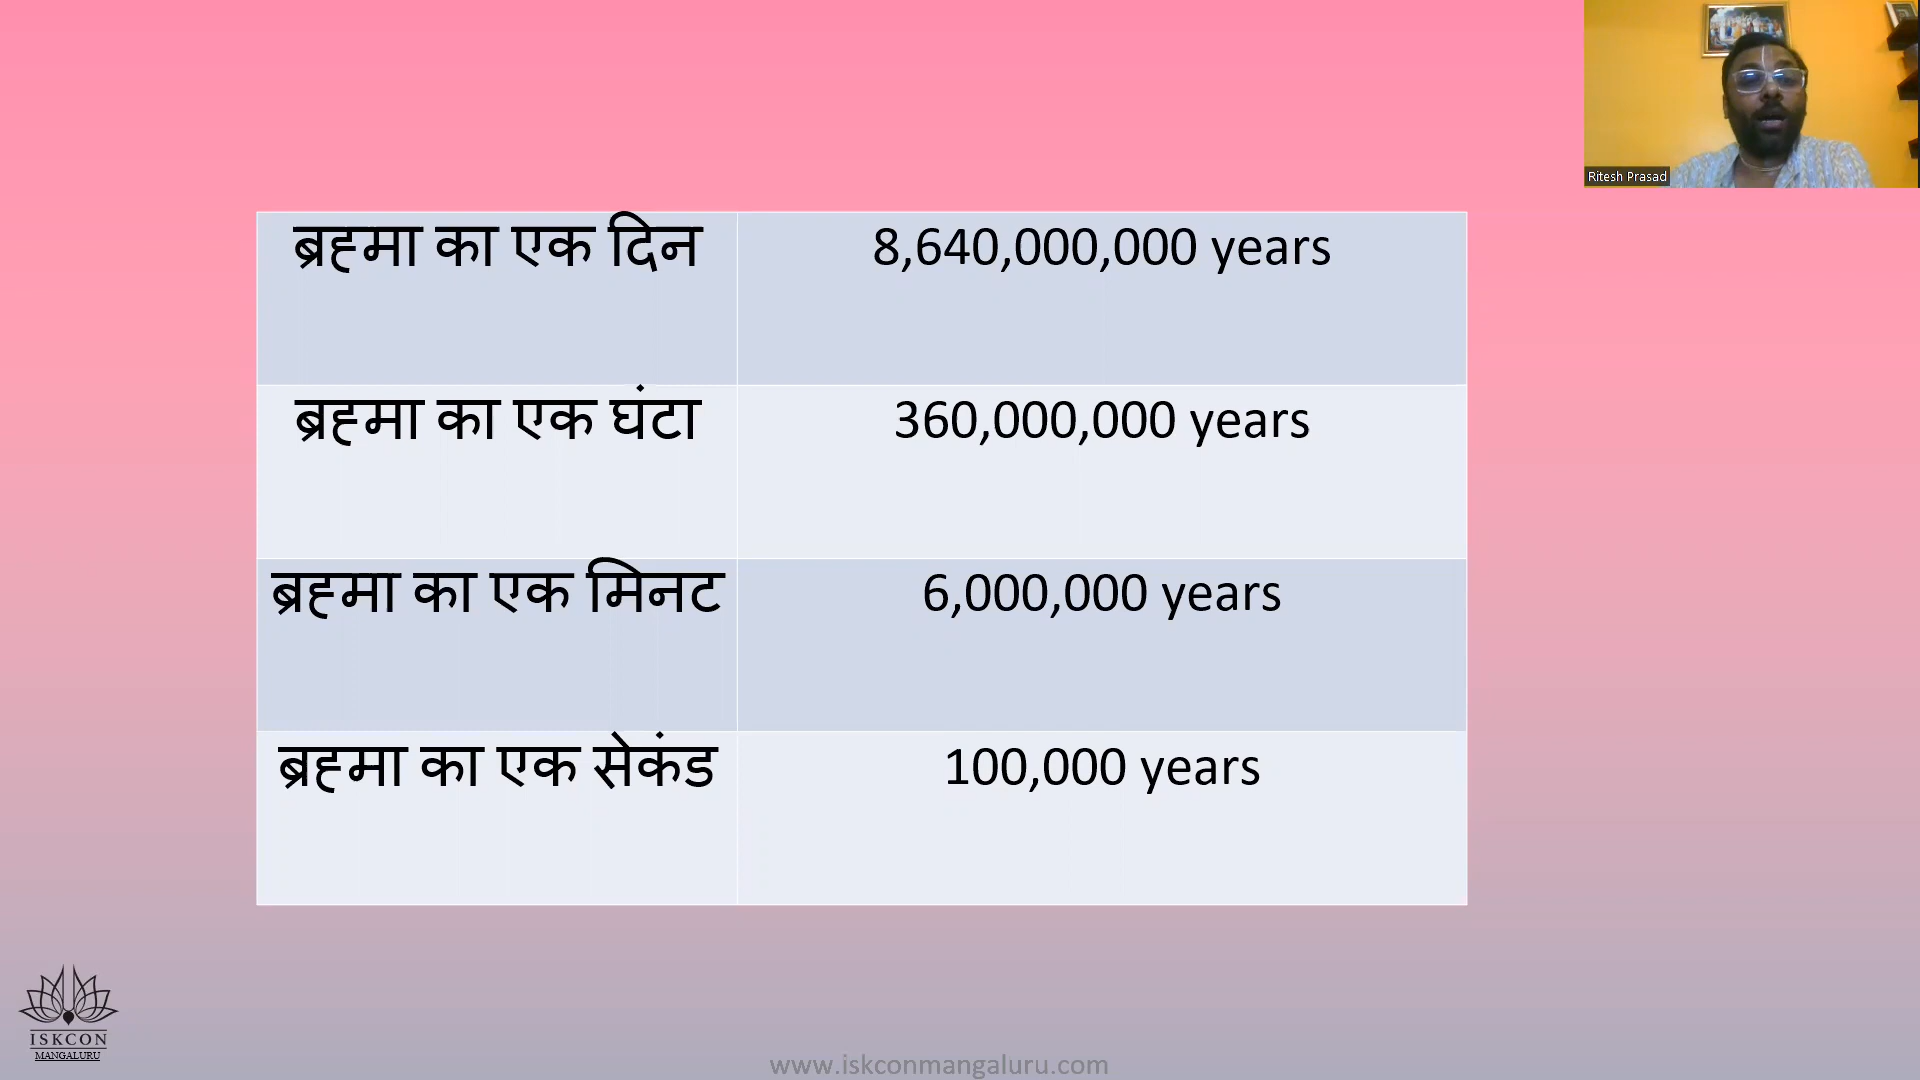 Ritesh Prasad
ब्रह्मा का एक दिन 8,640,000,000 years
ब्रह्मा का एक घंटा 360,000,000 years
ब्रह्मा का एक मिनट 6,000,000 years
ब्रह्मा का एक सेकंड 100,000 years
ISKCON
MANGALURU
www.iskconmangaluru.com